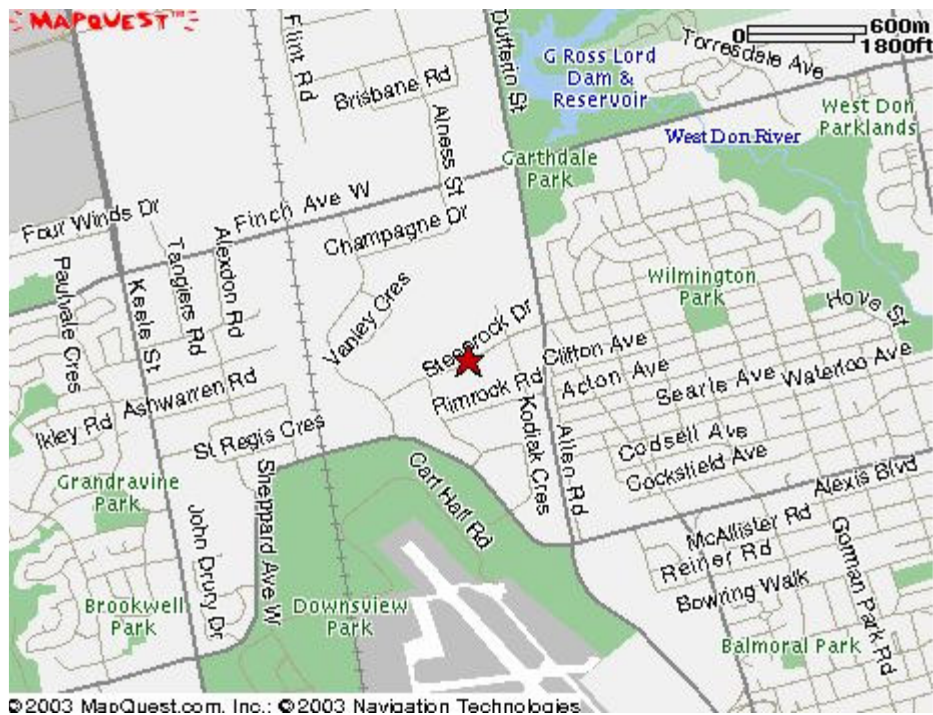 MAPQUEST
0 600m
1800ft
Flint Rd
Dufferin St
Torresdale Ave
G Ross Lord
Dam &
Reservoir
Brisbane Rd
Alness St
West Don
Parklands
West Don River
Garthdale
Park
Finch Ave W
Four Winds Dr
Champagne Dr
Tangiers Rd
Alexdon Rd
Paulvale Cres
Keele St
Vanley Cres
Wilmington
Park
Hove St
Steeprock Dr
Clifton Ave
Rimrock Rd
Acton Ave
Searle Ave
Waterloo Ave
Ashwarren Rd
Ikley Rd
St Regis Cres
Kodiak Cres
Allen Rd
Codsell Ave
Cocksfield Ave
Alexis Blvd
Grandravine
Park
Sheppard Ave W
Carl Hall Rd
John Drury Dr
McAllister Rd
Reiner Rd
Bowring Walk
Gorman Park Rd
Brookwell
Park
Downsview
Park
Balmoral Park
©2003 MapQuest.com, Inc.; ©2003 Navigation Technologies